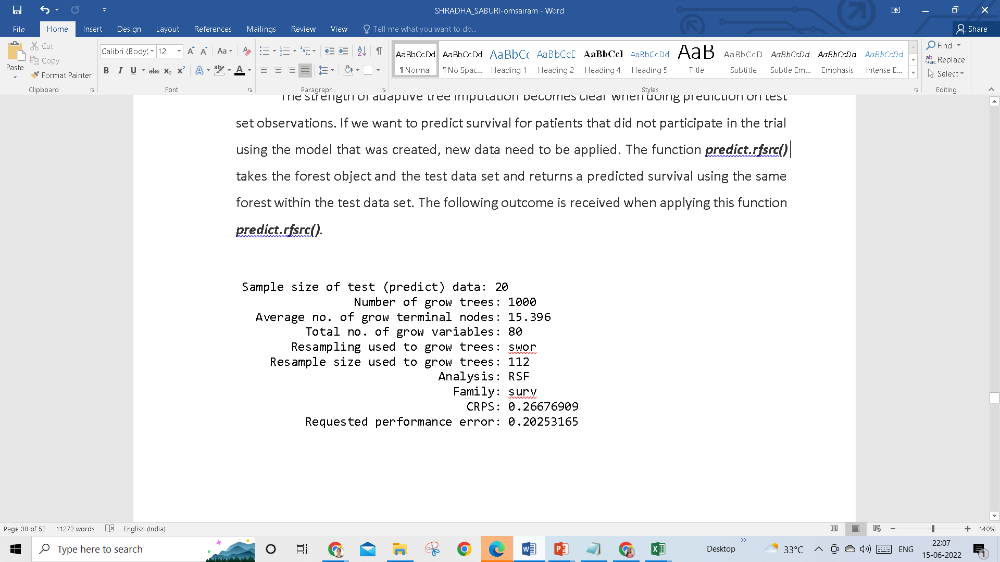 SHRADHA_SABURI-omsairam - Word
File Home Insert Design Layout References Mailings Review View Tell me what you want to do... Share
Cut
Copy
Format Painter
Paste
Clipboard
Calibri (Body) 12
Font
Paragraph
AaBbCcDd AaBbCcDd AaBbCc AaBbCcD AaBbCcI AaBbCcDd AaB AaBbCcD AaBbCcDd AaBbCcDd AaBbCcDd
¶ Normal ¶ No Spac... Heading 1 Heading 2 Heading 4 Heading 5 Title Subtitle Subtle Em... Emphasis Intense E...
Styles
Find
Replace
Select
Editing
The strength of adaptive tree imputation becomes clear when doing prediction on test
set observations. If we want to predict survival for patients that did not participate in the trial
using the model that was created, new data need to be applied. The function predict.rfsrc()
takes the forest object and the test data set and returns a predicted survival using the same
forest within the test data set. The following outcome is received when applying this function
predict.rfsrc().
Sample size of test (predict) data: 20
Number of grow trees: 1000
Average no. of grow terminal nodes: 15.396
Total no. of grow variables: 80
Resampling used to grow trees: swor
Resample size used to grow trees: 112
Analysis: RSF
Family: surv
CRPS: 0.26676909
Requested performance error: 0.20253165
Page 38 of 52 11272 words English (India) 140%
Type here to search
Desktop
33°C
ENG
22:07
15-06-2022
1